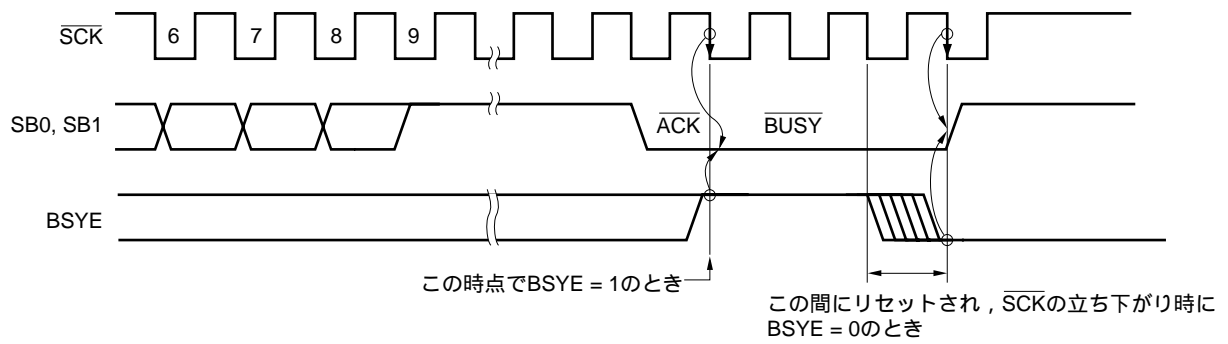 SCK 6 7 8 9
SB0, SB1 ACK BUSY
BSYE
この時点でBSYE = 1のとき
この間にリセットされ，SCKの立ち下がり時に
BSYE = 0のとき